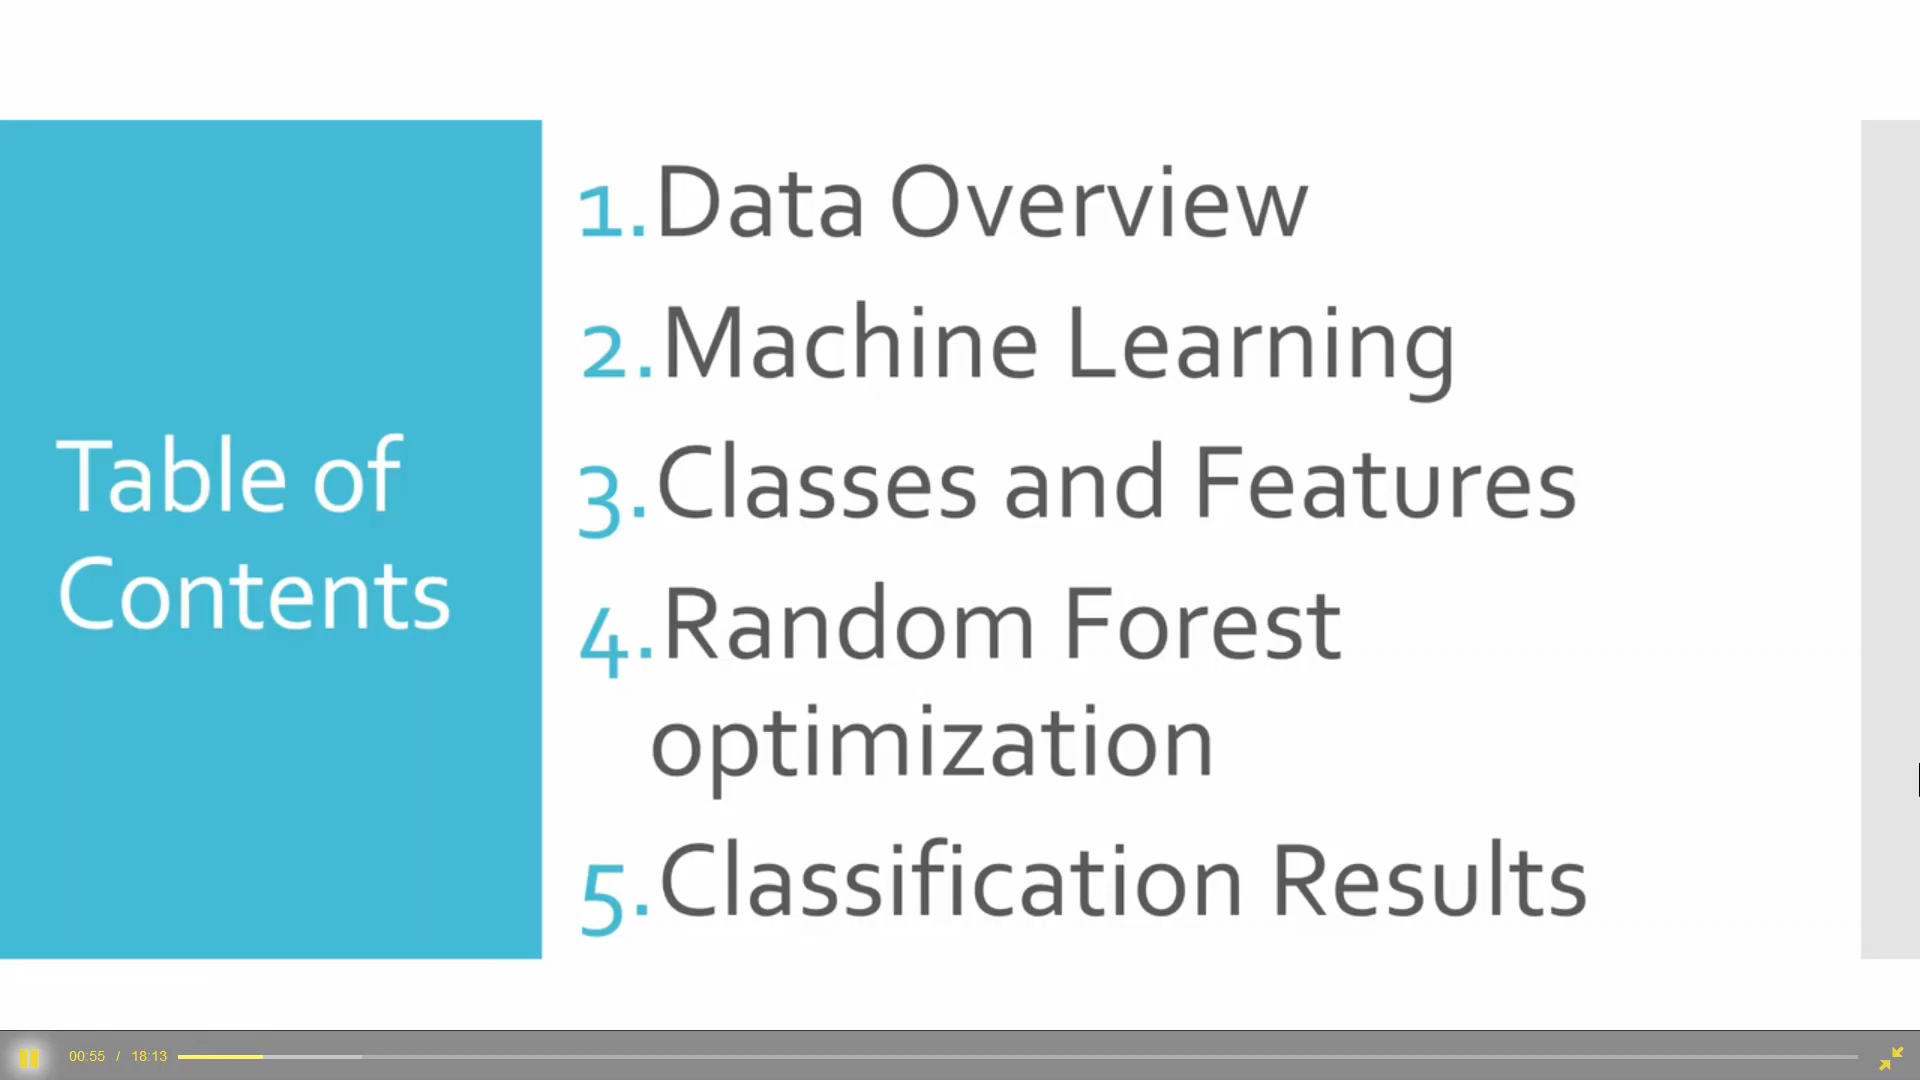 Table of
Contents
1. Data Overview
2. Machine Learning
3. Classes and Features
4. Random Forest
optimization
5. Classification Results
00:55 / 18:13